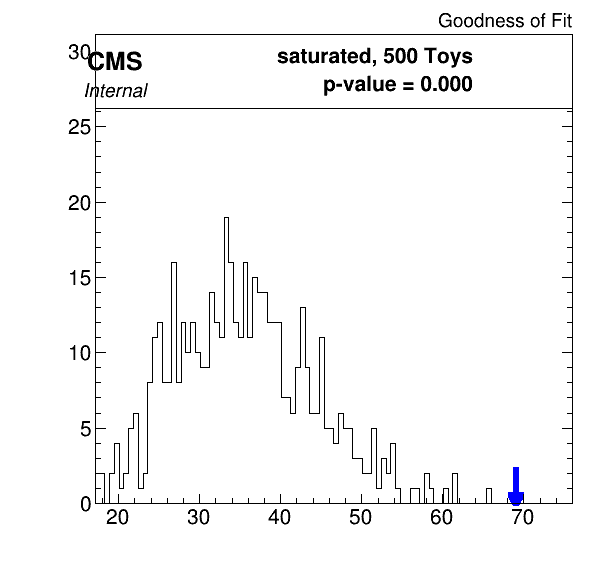 Goodness of Fit
30
CMS
saturated, 500 Toys
Internal
p-value = 0.000
25
20
15
10
5
0
20 30 40 50 60 70